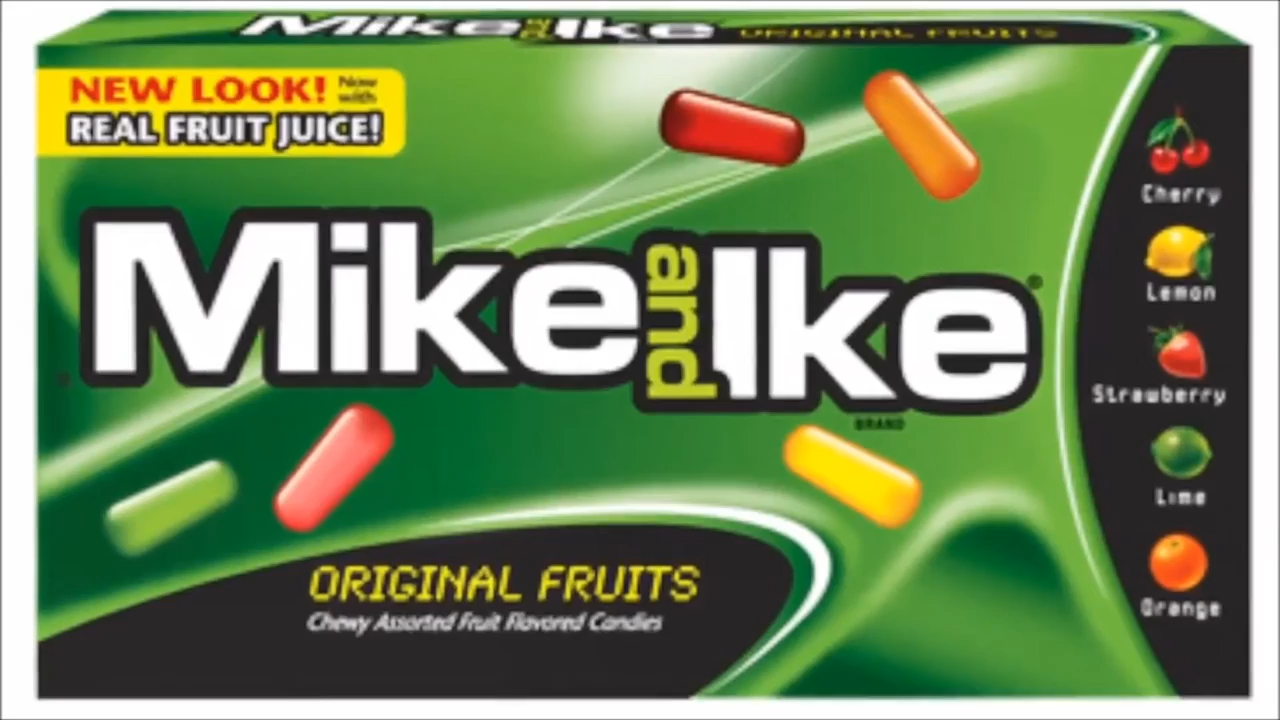 Mike and Ike ORIGINAL FRUITS
NEW LOOK! Now with
REAL FRUIT JUICE!
Mike and Ike®
BRAND
ORIGINAL FRUITS
Chewy Assorted Fruit Flavored Candies
Cherry
Lemon
Strawberry
Lime
Orange